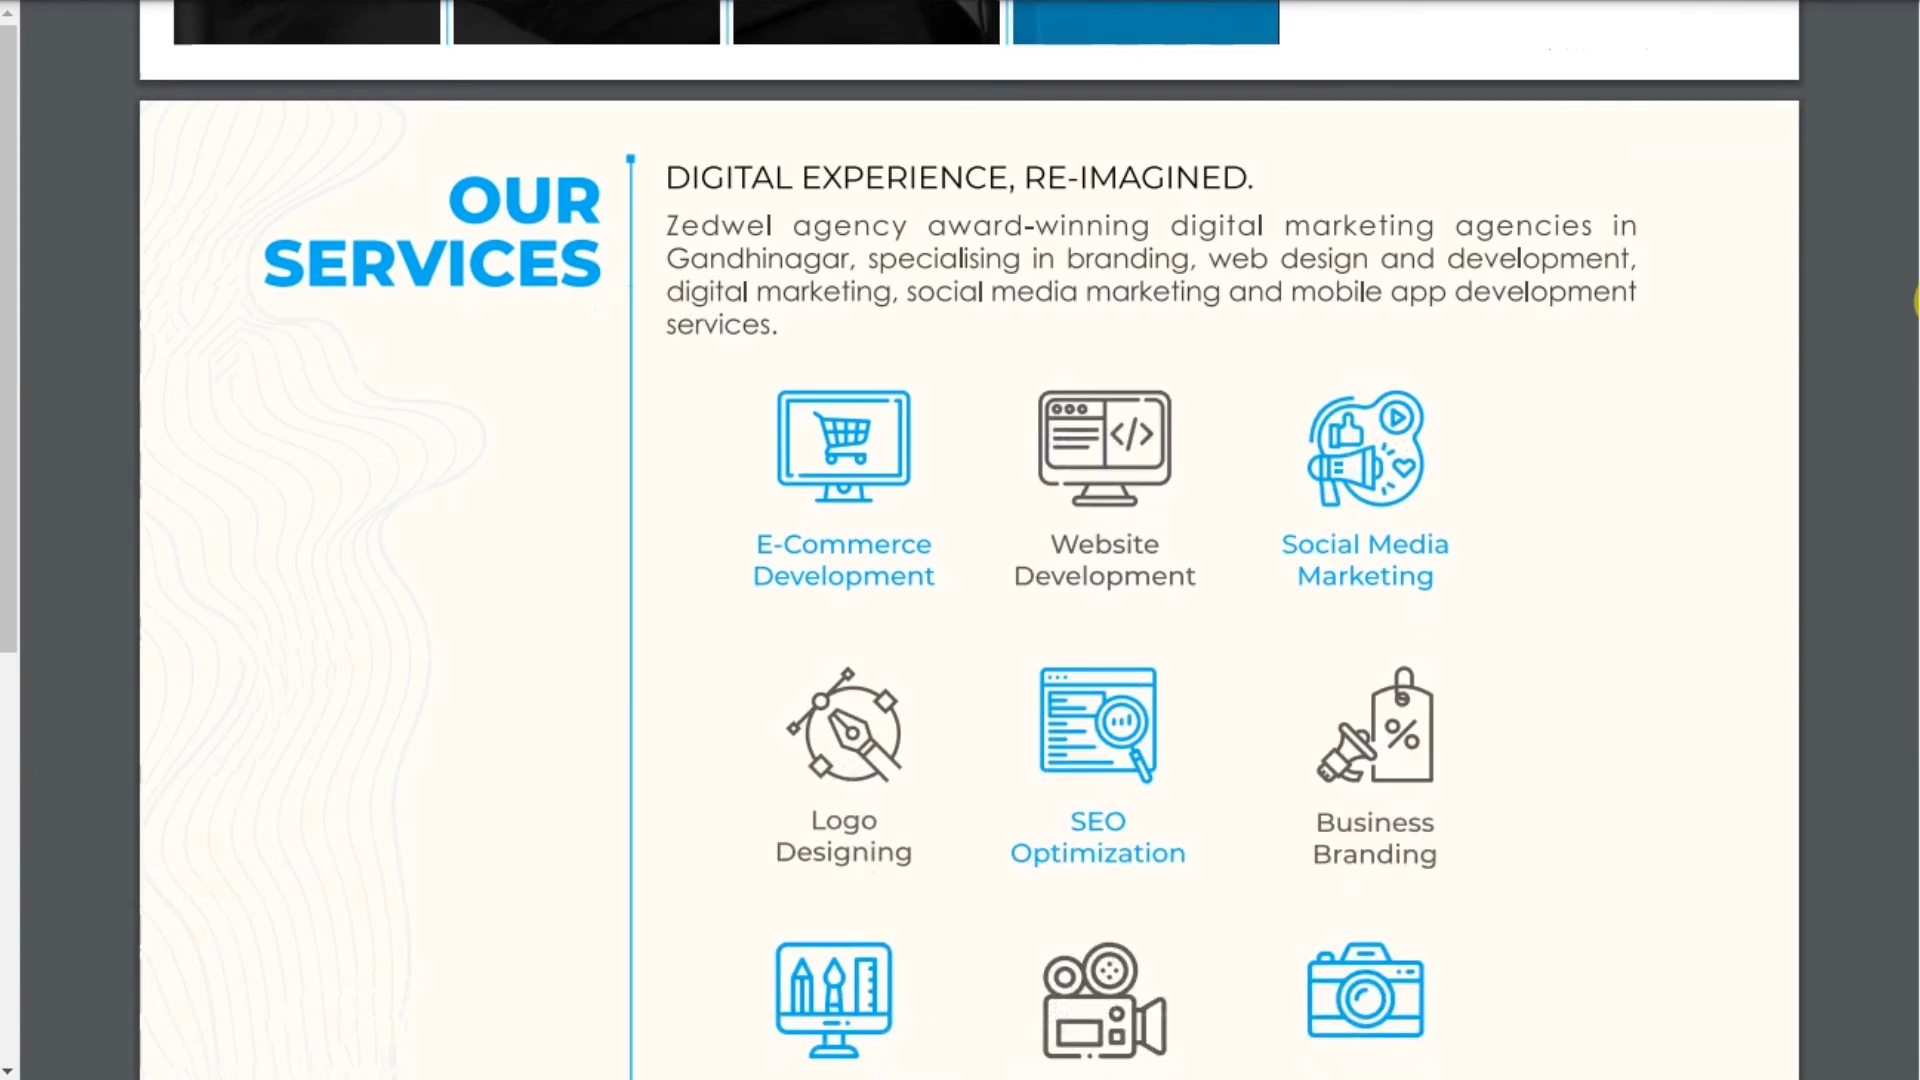 OUR
SERVICES
DIGITAL EXPERIENCE, RE-IMAGINED.
Zedwel agency award-winning digital marketing agencies in
Gandhinagar, specialising in branding, web design and development,
digital marketing, social media marketing and mobile app development
services.
E-Commerce
Development
Website
Development
Social Media
Marketing
Logo
Designing
SEO
Optimization
Business
Branding